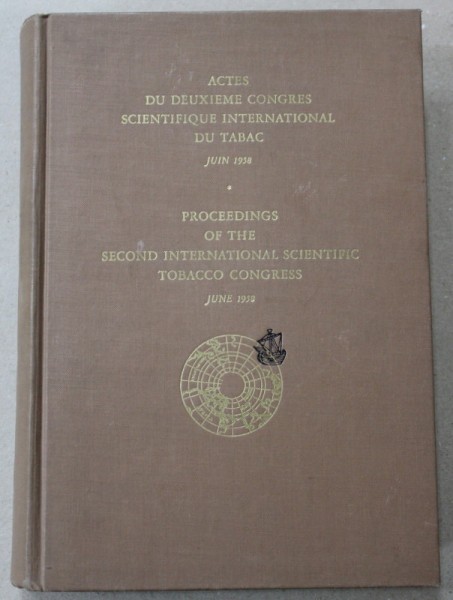 ACTES
DU DEUXIEME CONGRES
SCIENTIFIQUE INTERNATIONAL
DU TABAC
JUIN 1958
PROCEEDINGS
OF THE
SECOND INTERNATIONAL SCIENTIFIC
TOBACCO CONGRESS
JUNE 1958